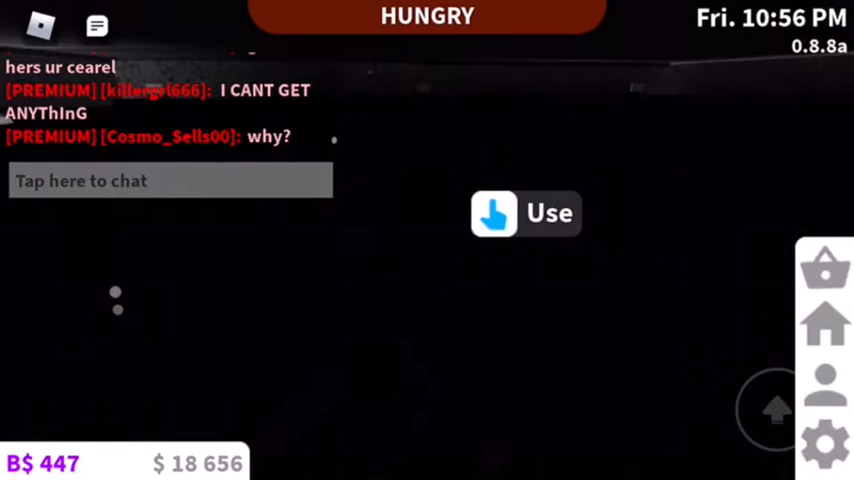 HUNGRY
Fri. 10:56 PM
0.8.8a
hers ur cearel
[PREMIUM] [killergrl666]: I CANT GET
ANYThInG
[PREMIUM] [Cosmo_Sells00]: why?
Tap here to chat
Use
B$ 447
$ 18 656